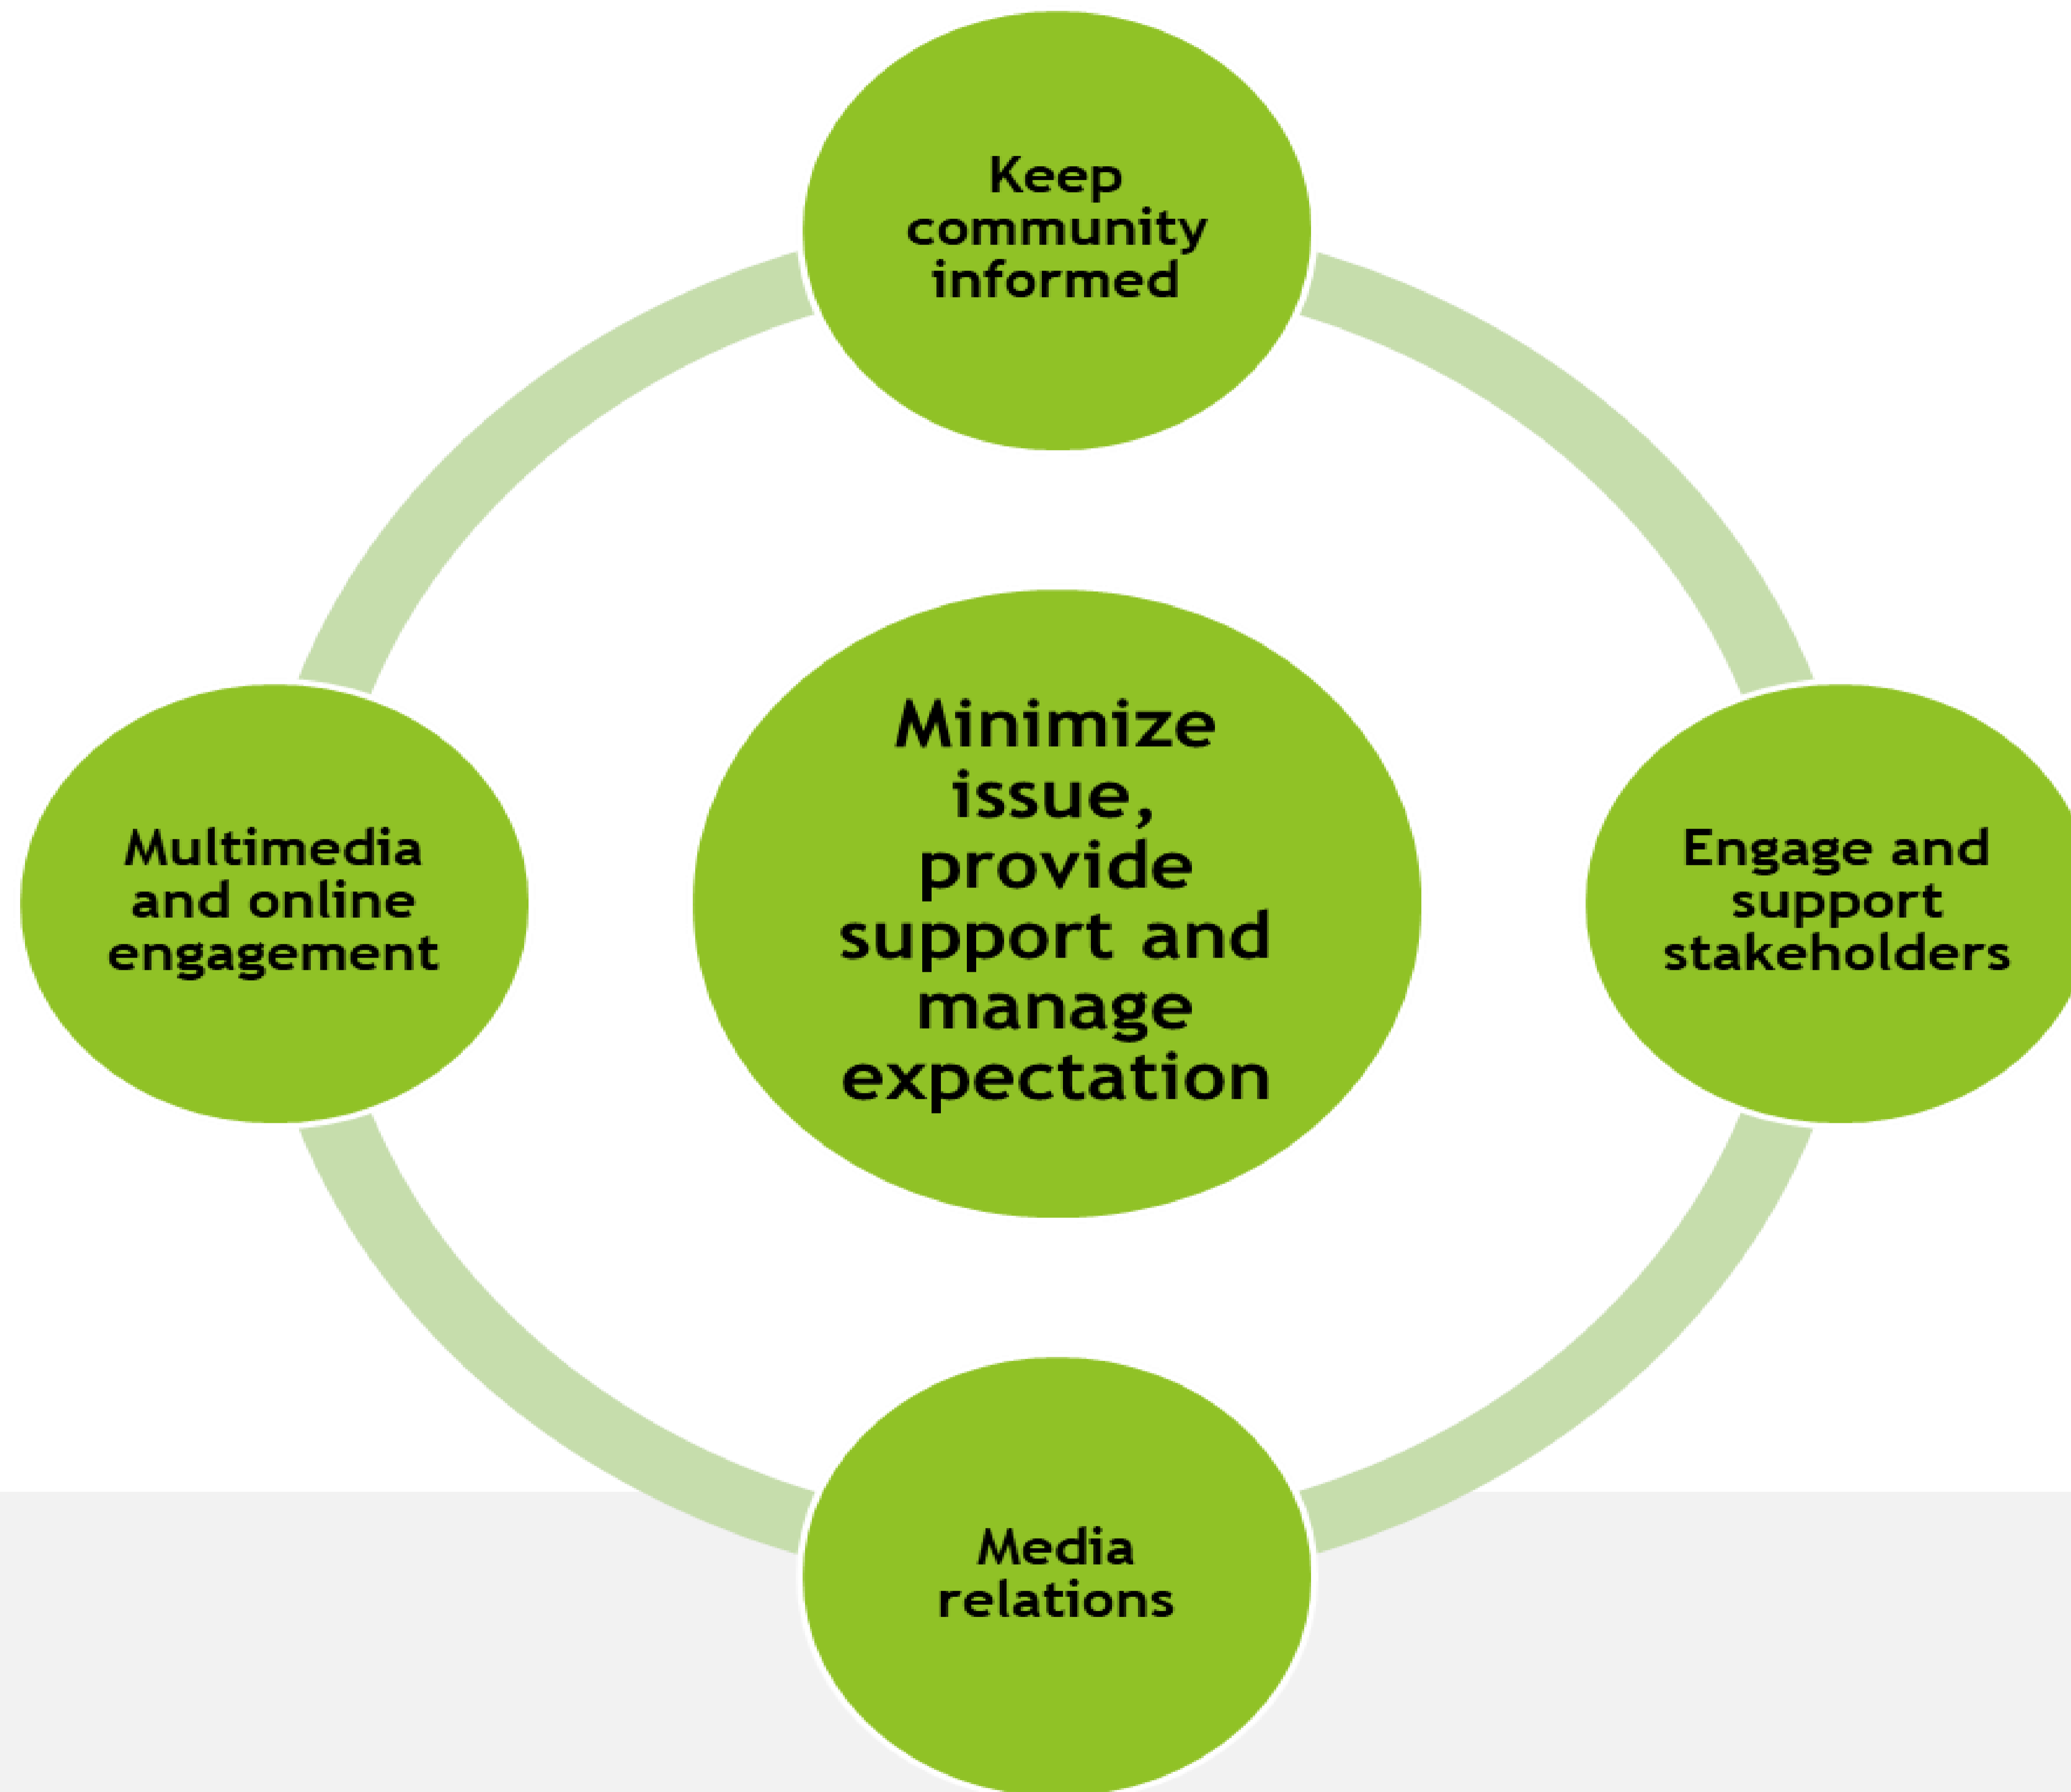 Keep
community
informed
Minimize
issue,
provide
support and
manage
expectation
Multimedia
and online
engagement
Engage and
support
stakeholders
Media
relations